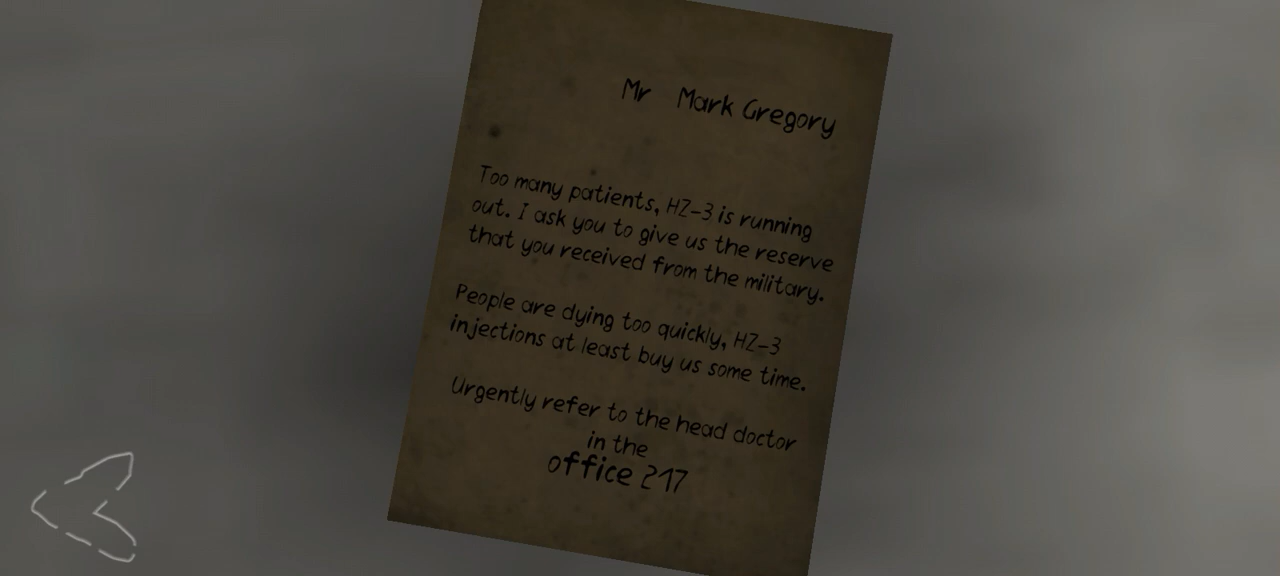 Mr Mark Gregory
Too many patients, HZ-3 is running
out. I ask you to give us the reserve
that you received from the military.
People are dying too quickly, HZ-3
injections at least buy us some time.
Urgently refer to the head doctor
in the
office 217